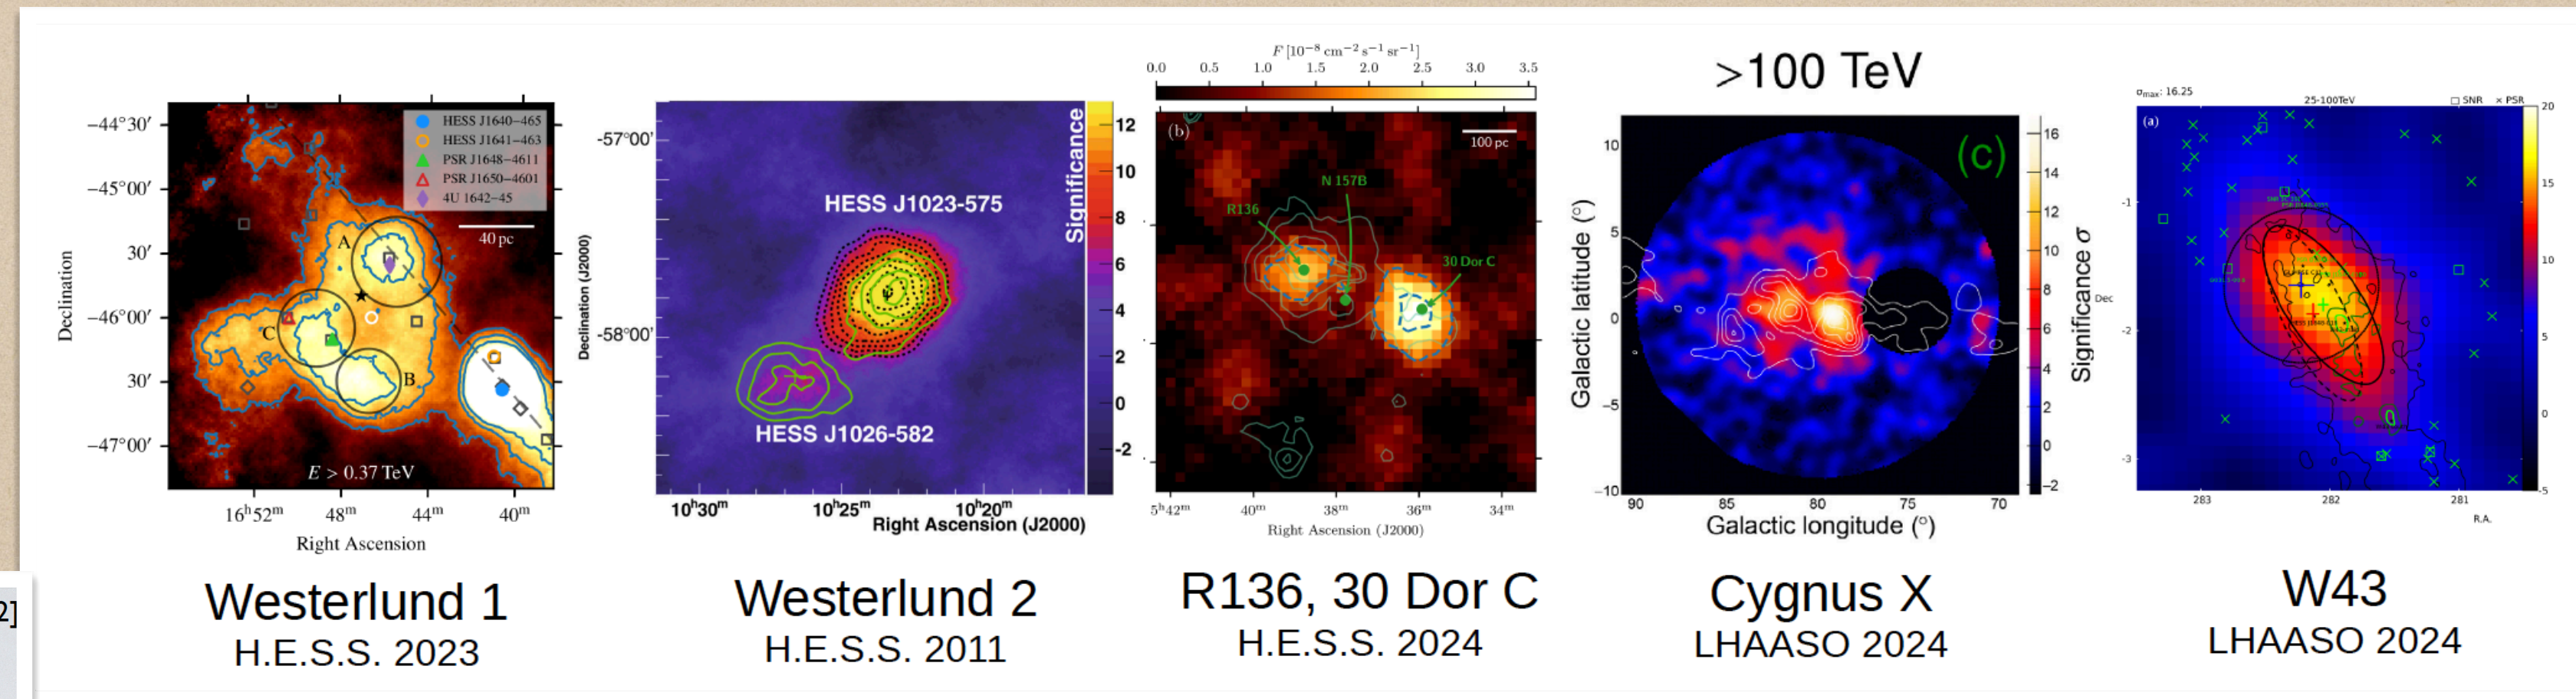 −44°30′
−45°00′
30′
−46°00′
30′
−47°00′
Declination
HESS J1640−465
HESS J1641−463
PSR J1648−4611
PSR J1650−4601
4U 1642−45
40 pc
A
C
B
E > 0.37 TeV
16ʰ52ᵐ 48ᵐ 44ᵐ 40ᵐ
Right Ascension
Westerlund 1
H.E.S.S. 2023
2]
Declination (J2000)
-57°00'
-58°00'
HESS J1023-575
HESS J1026-582
Significance
12
10
8
6
4
2
0
-2
10ʰ30ᵐ 10ʰ25ᵐ 10ʰ20ᵐ
Right Ascension (J2000)
Westerlund 2
H.E.S.S. 2011
F [10⁻⁸ cm⁻² s⁻¹ sr⁻¹]
0.0 0.5 1.0 1.5 2.0 2.5 3.0 3.5
(b)
100 pc
N 157B
R136
30 Dor C
5ʰ42ᵐ 40ᵐ 38ᵐ 36ᵐ 34ᵐ
Right Ascension (J2000)
R136, 30 Dor C
H.E.S.S. 2024
>100 TeV
(c)
Galactic latitude (°)
10
5
0
−5
−10
90 85 80 75 70
Galactic longitude (°)
16
14
12
10
8
6
4
2
0
−2
Significance σ
Cygnus X
LHAASO 2024
σmax: 16.25
25-100TeV
SNR × PSR
(a)
Dec
-1
-2
-3
283 282 281
R.A.
20
15
10
5
0
-5
W43
LHAASO 2024